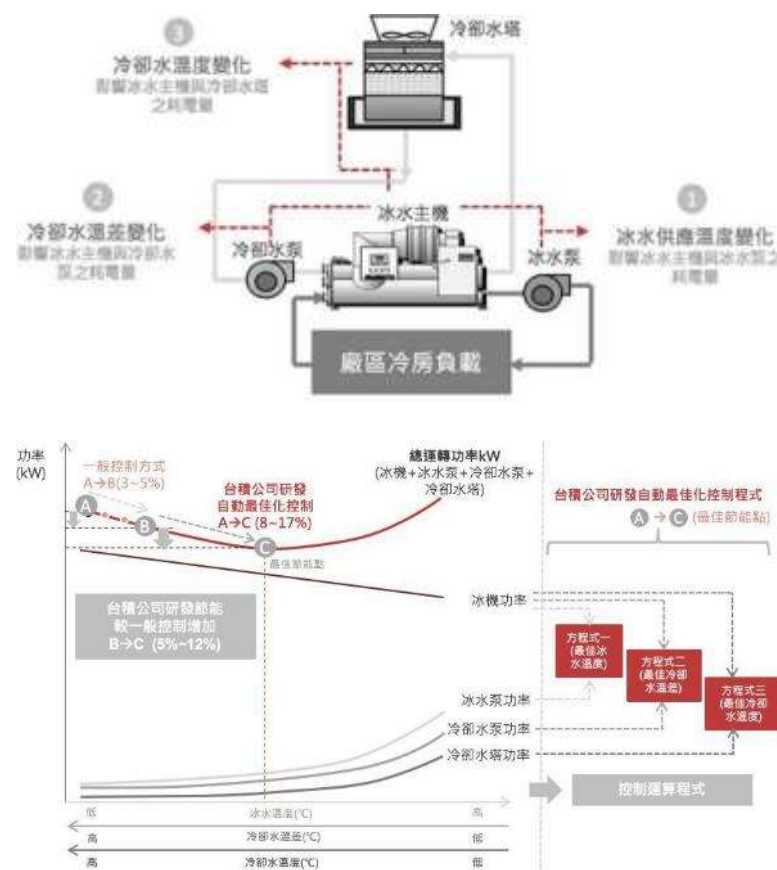 冷卻水塔
3
冷卻水溫度變化
影響冰水主機與冷卻水塔
之耗電量
2
冷卻水溫差變化
影響冰水主機與冷卻水
泵之耗電量
冰水主機
冷卻水泵
冰水泵
1
冰水供應溫度變化
影響冰水主機與冰水泵之
耗電量
廠區冷房負載
功率
(kW)
一般控制方式
A→B(3~5%)
台積公司研發
自動最佳化控制
A→C (8~17%)
總運轉功率kW
(冰機+冰水泵+冷卻水泵+
冷卻水塔)
A
B
C
最佳節能點
台積公司研發節能
較一般控制增加
B→C (5%~12%)
台積公司研發自動最佳化控制程式
A → C (最佳節能點)
冰機功率
方程式一
(最佳冰
水溫度)
方程式二
(最佳冷卻
水溫差)
方程式三
(最佳冷卻
水溫度)
冰水泵功率
冷卻水泵功率
冷卻水塔功率
控制運算程式
低 冰水溫度(℃) 高
高 冷卻水溫差(℃) 低
高 冷卻水溫度(℃) 低